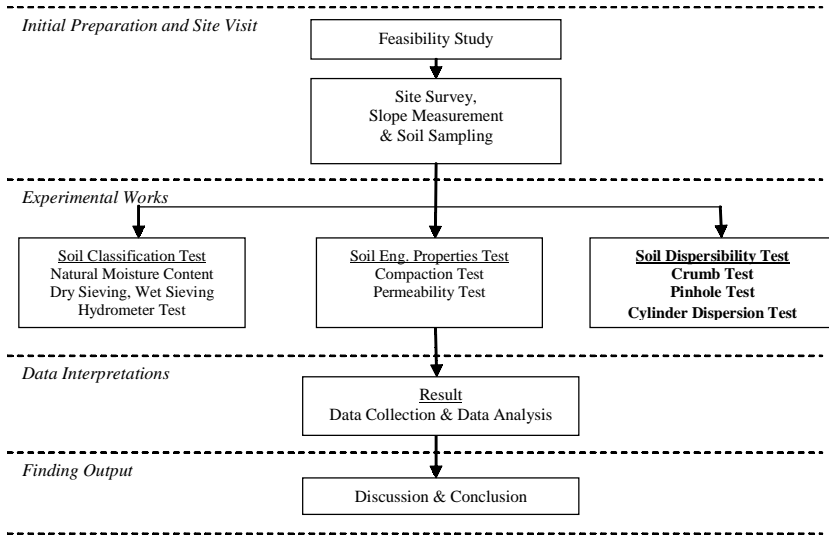 Initial Preparation and Site Visit
Feasibility Study
Site Survey,
Slope Measurement
& Soil Sampling
Experimental Works
Soil Classification Test
Natural Moisture Content
Dry Sieving, Wet Sieving
Hydrometer Test
Soil Eng. Properties Test
Compaction Test
Permeability Test
Soil Dispersibility Test
Crumb Test
Pinhole Test
Cylinder Dispersion Test
Data Interpretations
Result
Data Collection & Data Analysis
Finding Output
Discussion & Conclusion